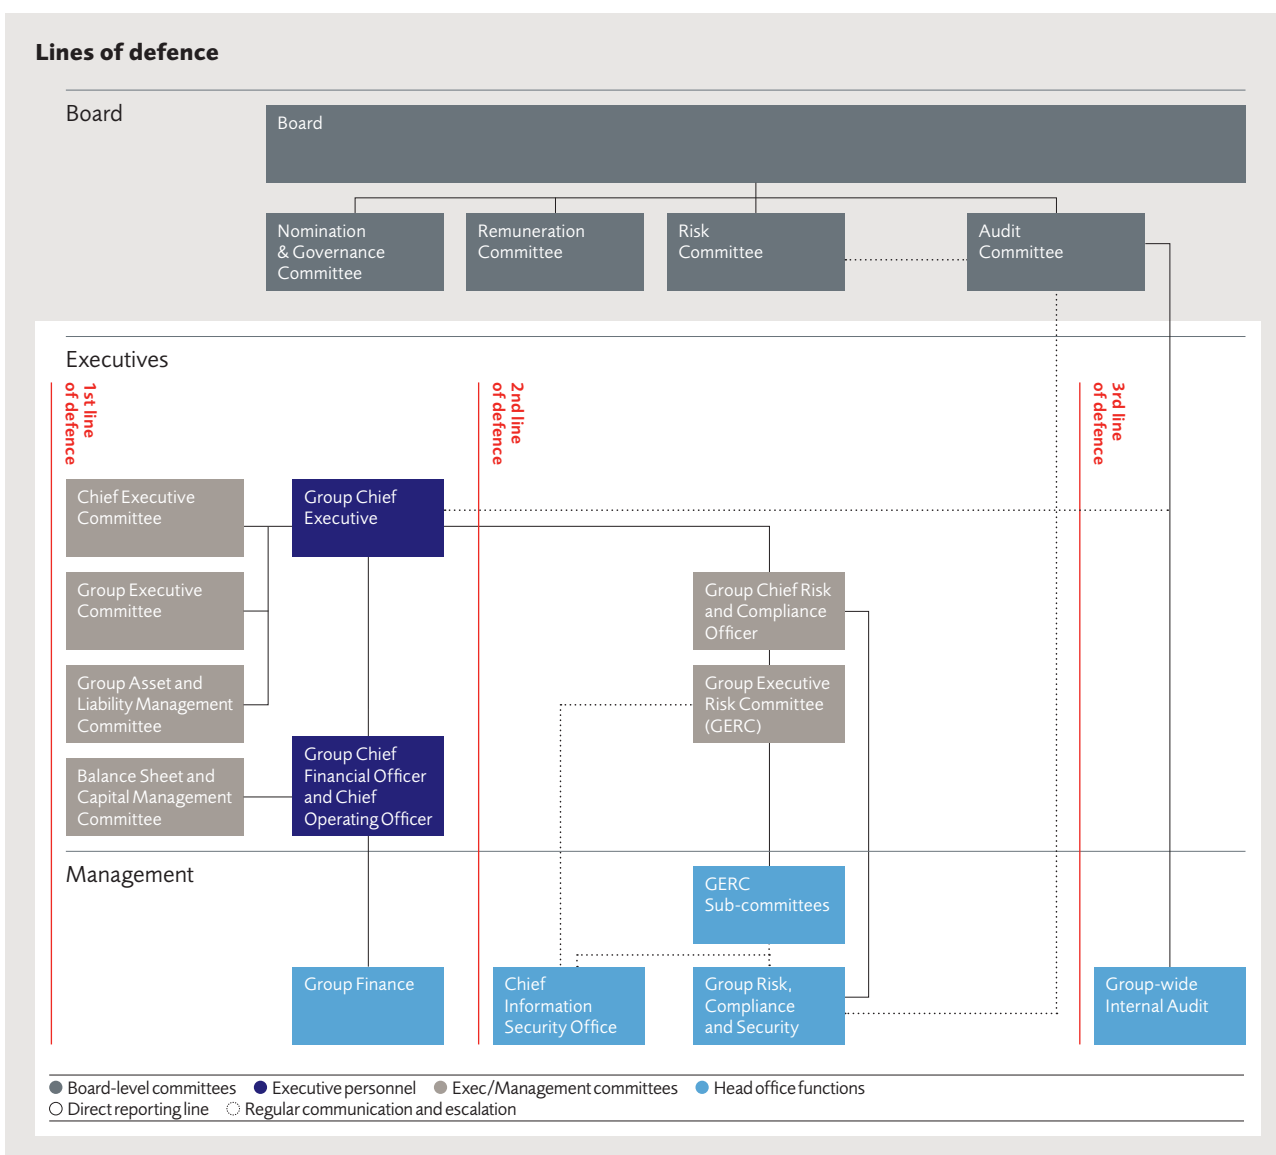 Lines of defence
Board
Board
Nomination
& Governance
Committee
Remuneration
Committee
Risk
Committee
Audit
Committee
Executives
1st line
of defence
2nd line
of defence
3rd line
of defence
Chief Executive
Committee
Group Chief
Executive
Group Executive
Committee
Group Chief Risk
and Compliance
Officer
Group Asset and
Liability Management
Committee
Group Executive
Risk Committee
(GERC)
Group Chief
Financial Officer
and Chief
Operating Officer
Balance Sheet and
Capital Management
Committee
Management
GERC
Sub-committees
Group Finance
Chief
Information
Security Office
Group Risk,
Compliance
and Security
Group-wide
Internal Audit
Board-level committees
Executive personnel
Exec/Management committees
Head office functions
Direct reporting line
Regular communication and escalation